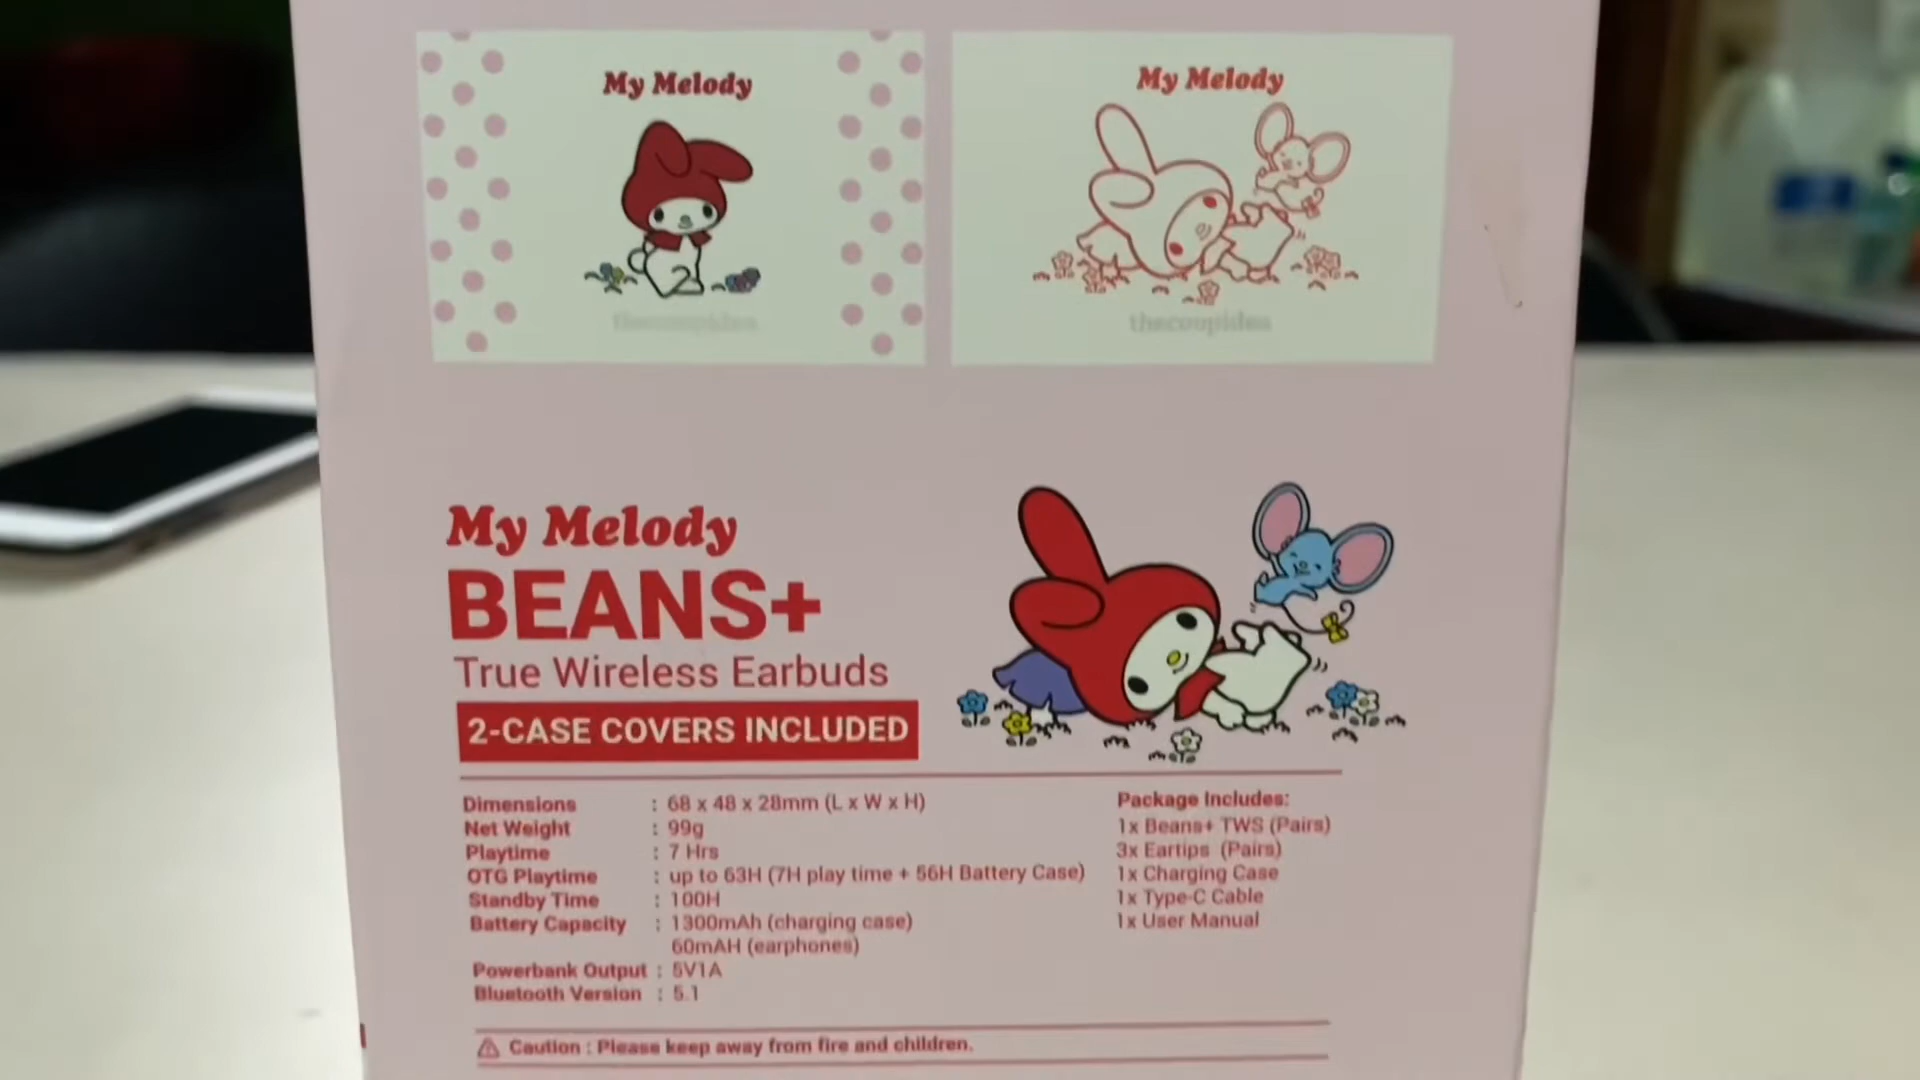 My Melody
thecoupidea
My Melody
thecoupidea
My Melody
BEANS+
True Wireless Earbuds
2-CASE COVERS INCLUDED
Dimensions : 68 x 48 x 28mm (L x W x H)
Net Weight : 99g
Playtime : 7 Hrs
OTG Playtime : up to 63H (7H play time + 56H Battery Case)
Standby Time : 100H
Battery Capacity : 1300mAh (charging case)
60mAH (earphones)
Powerbank Output : 5V1A
Bluetooth Version : 5.1
Package Includes:
1x Beans+ TWS (Pairs)
3x Eartips (Pairs)
1x Charging Case
1x Type-C Cable
1x User Manual
Caution : Please keep away from fire and children.